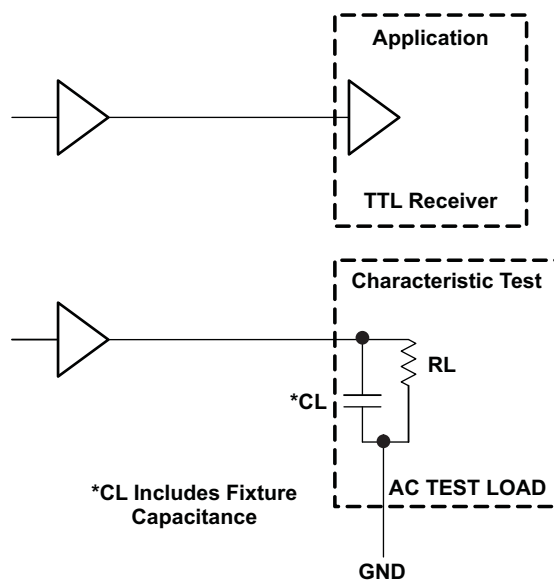 Application
TTL Receiver
Characteristic Test
RL
*CL
*CL Includes Fixture
Capacitance
AC TEST LOAD
GND